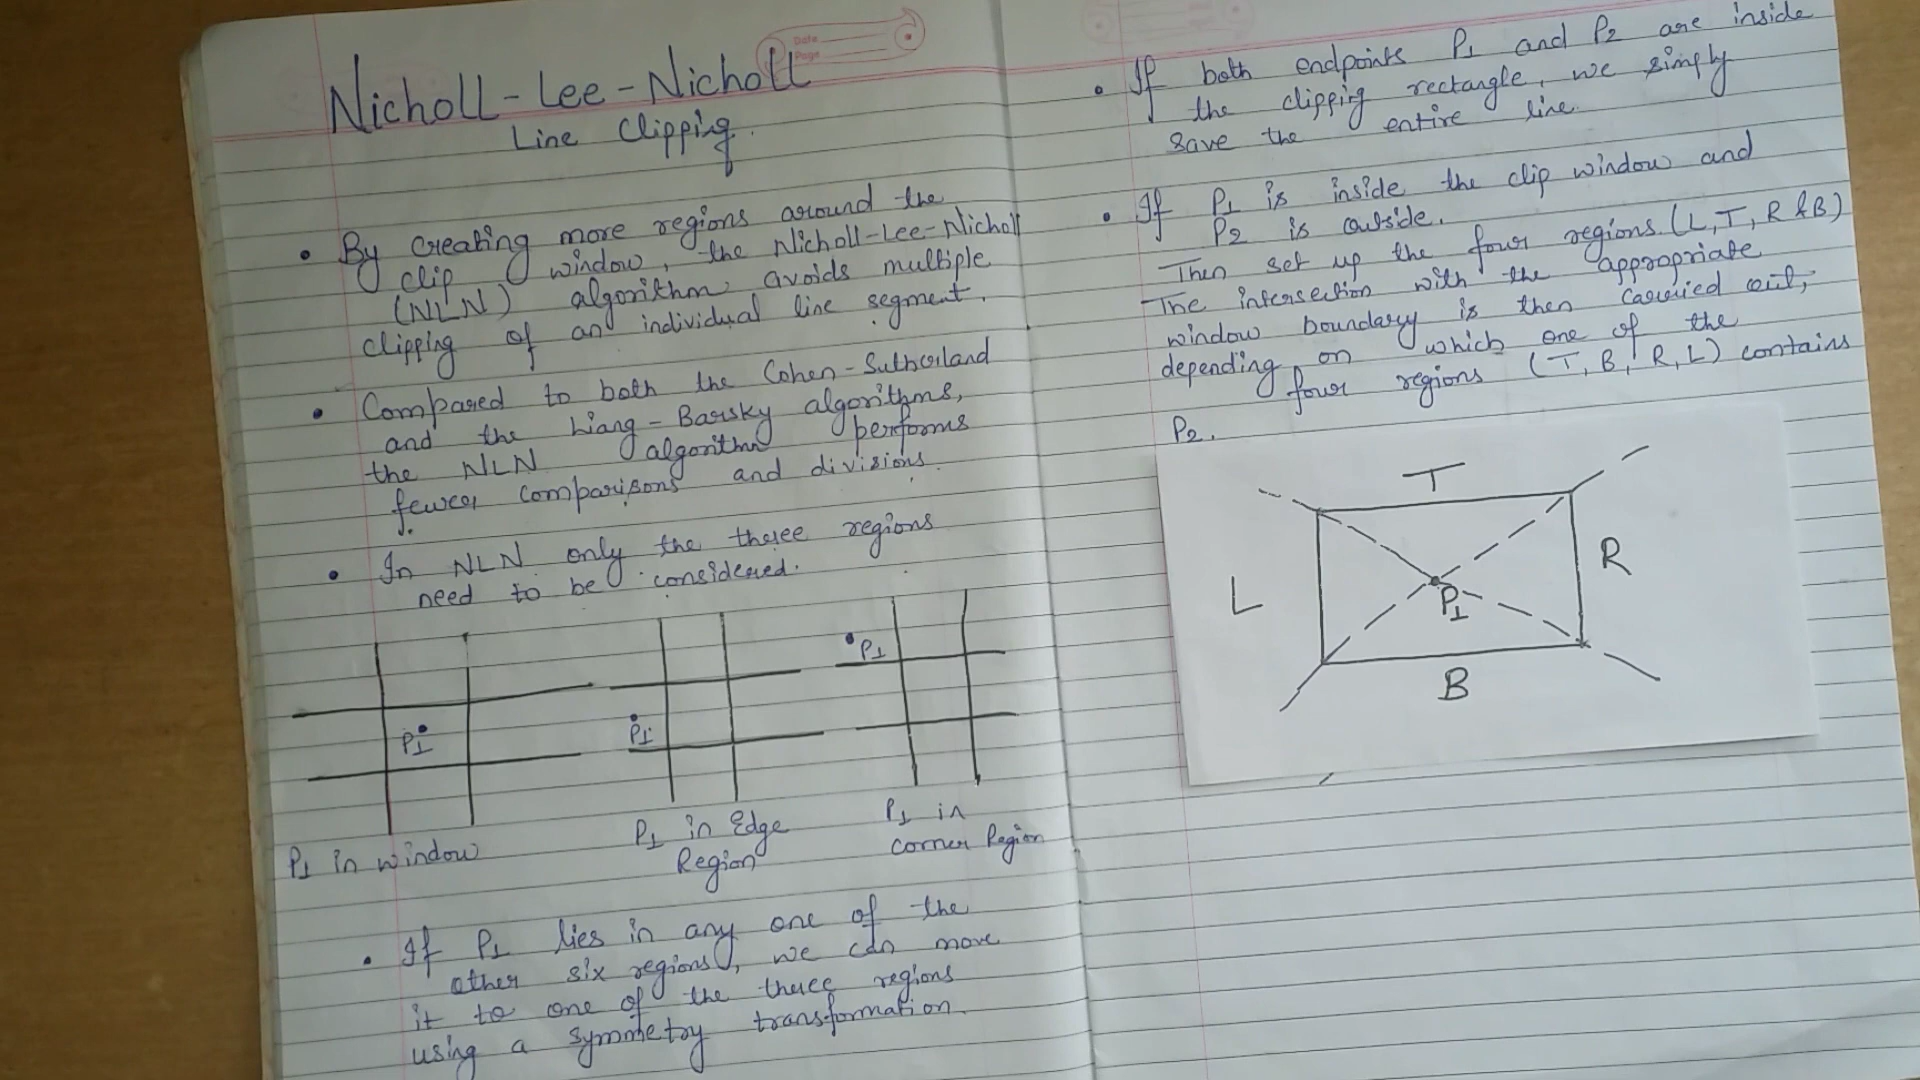 Date
Page
Nicholl-Lee-Nicholl
Line Clipping.
• By creating more regions around the
clip window, the Nicholl-Lee-Nicholl
(NLN) algorithm avoids multiple
clipping of an individual line segment.
• Compared to both the Cohen-Sutherland
and the Liang-Barsky algorithms,
the NLN algorithm performs
fewer comparisons and divisions.
• In NLN only the three regions
need to be considered.
P1
P1
P1
P1 in window
P1 in Edge
Region
P1 in
corner Region
• If P1 lies in any one of the
other six regions, we can move
it to one of the three regions
using a symmetry transformation.
• If both endpoints P1 and P2 are inside
the clipping rectangle, we simply
save the entire line.
• If P1 is inside the clip window and
P2 is outside.
Then set up the four regions (L, T, R & B)
The intersection with the appropriate
window boundary is then carried out,
depending on which one of the
four regions (T, B, R, L) contains
P2.
T
L
P1
R
B